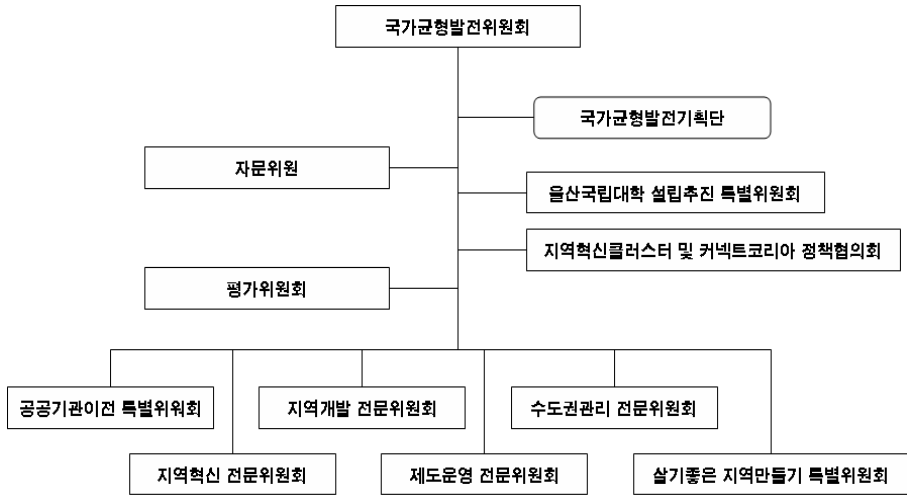 국가균형발전위원회
국가균형발전기획단
자문위원
울산국립대학 설립추진 특별위원회
지역혁신클러스터 및 커넥트코리아 정책협의회
평가위원회
공공기관이전 특별위워회
지역개발 전문위원회
수도권관리 전문위원회
지역혁신 전문위원회
제도운영 전문위원회
살기좋은 지역만들기 특별위원회